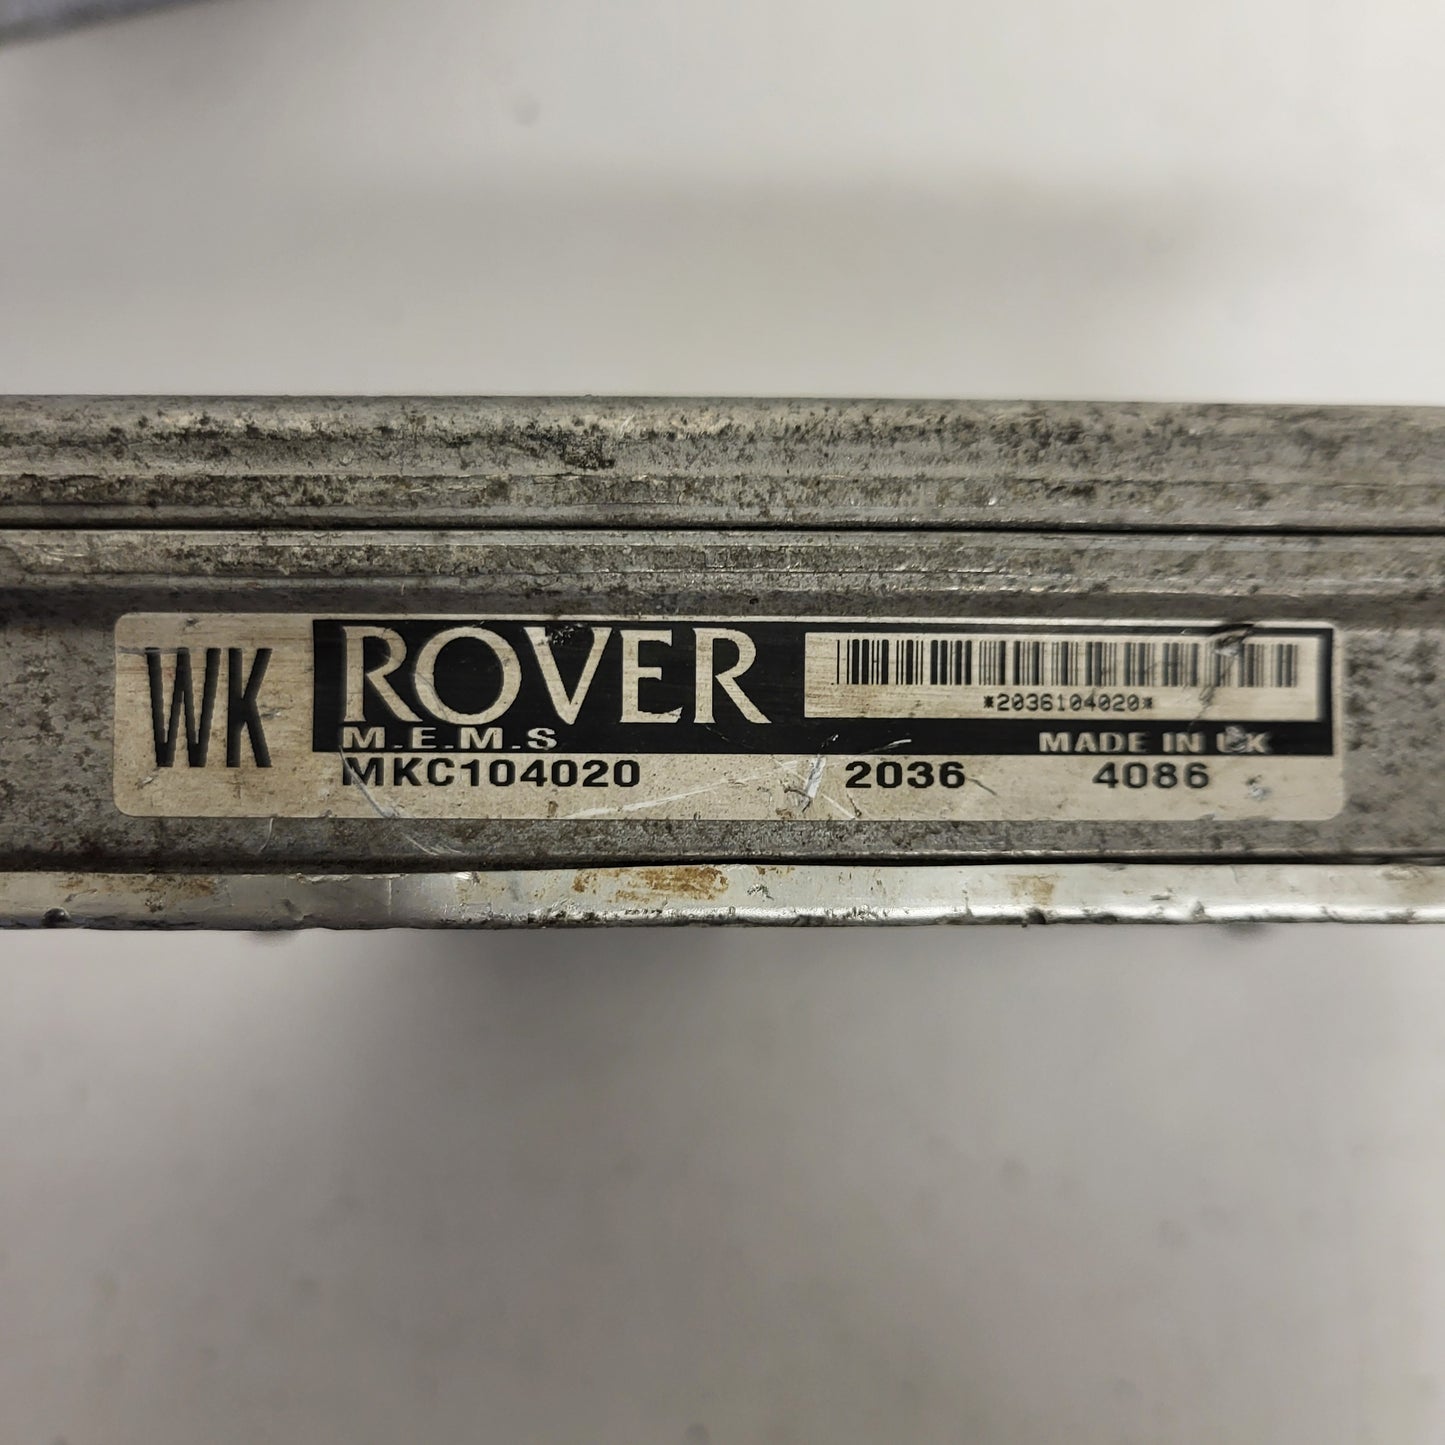 WK
ROVER
*2036104020*
M.E.M.S MADE IN UK
MKC104020 2036 4086